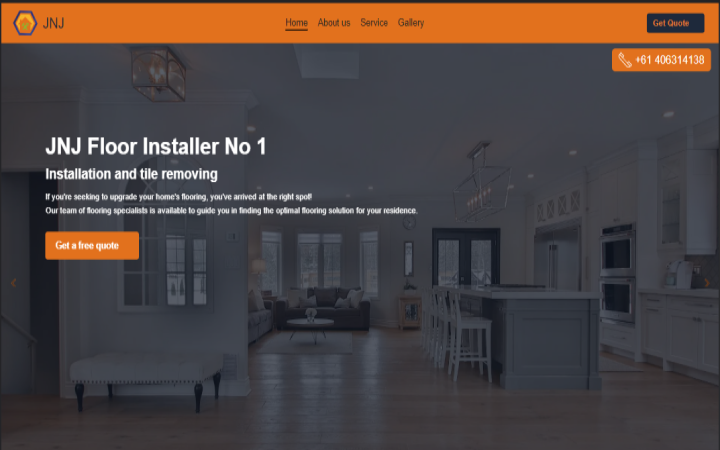 JNJ
Home About us Service Gallery
Get Quote
+61 406314138
JNJ Floor Installer No 1
Installation and tile removing
If you're seeking to upgrade your home's flooring, you've arrived at the right spot!
Our team of flooring specialists is available to guide you in finding the optimal flooring solution for your residence.
Get a free quote